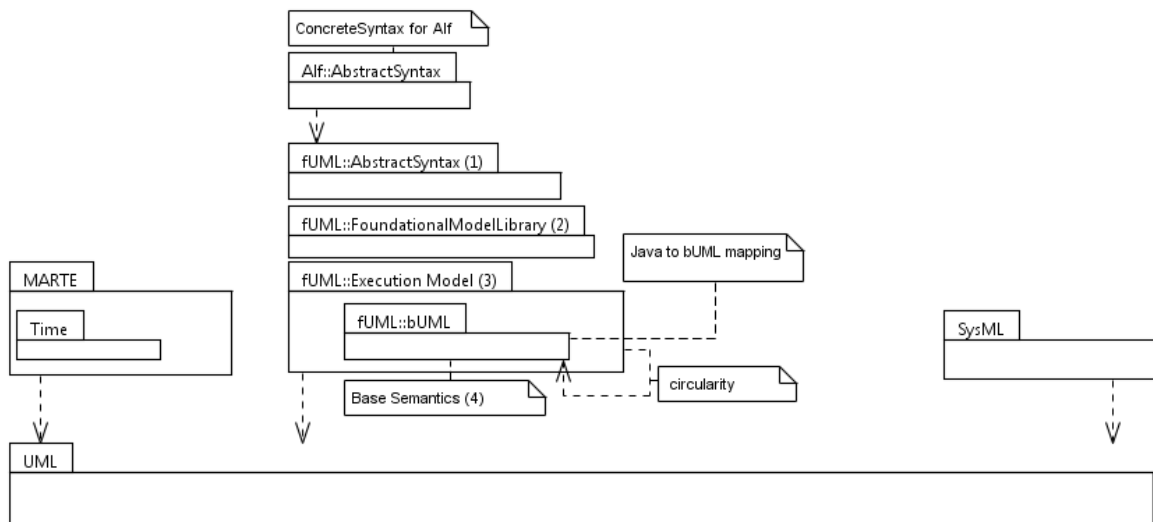 ConcreteSyntax for Alf
Alf::AbstractSyntax
fUML::AbstractSyntax (1)
fUML::FoundationalModelLibrary (2)
Java to bUML mapping
MARTE
fUML::Execution Model (3)
Time
fUML::bUML
SysML
Base Semantics (4)
circularity
UML